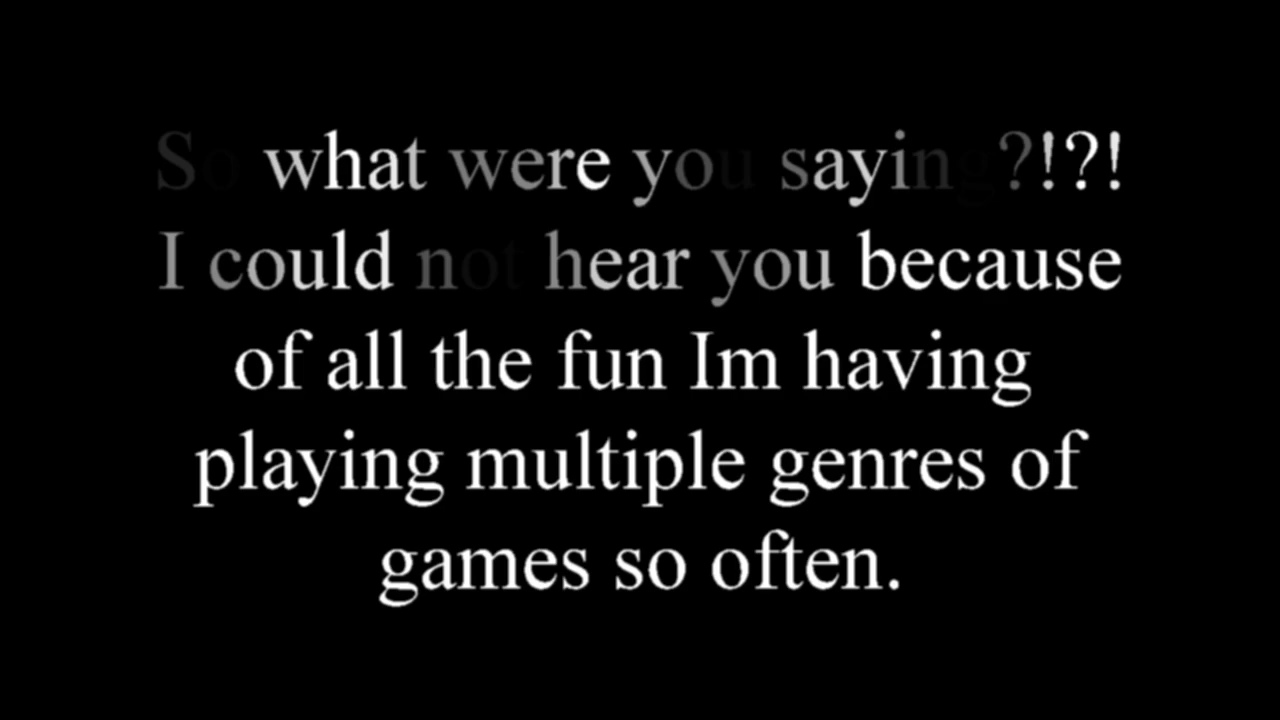 So what were you saying?!?!
I could not hear you because
of all the fun Im having
playing multiple genres of
games so often.